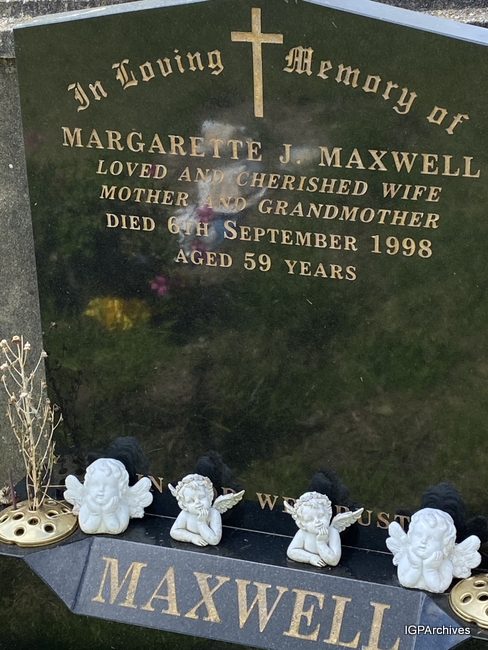 In Loving Memory of
MARGARETTE J. MAXWELL
LOVED AND CHERISHED WIFE
MOTHER AND GRANDMOTHER
DIED 6TH SEPTEMBER 1998
AGED 59 YEARS
MAXWELL
IGPArchives